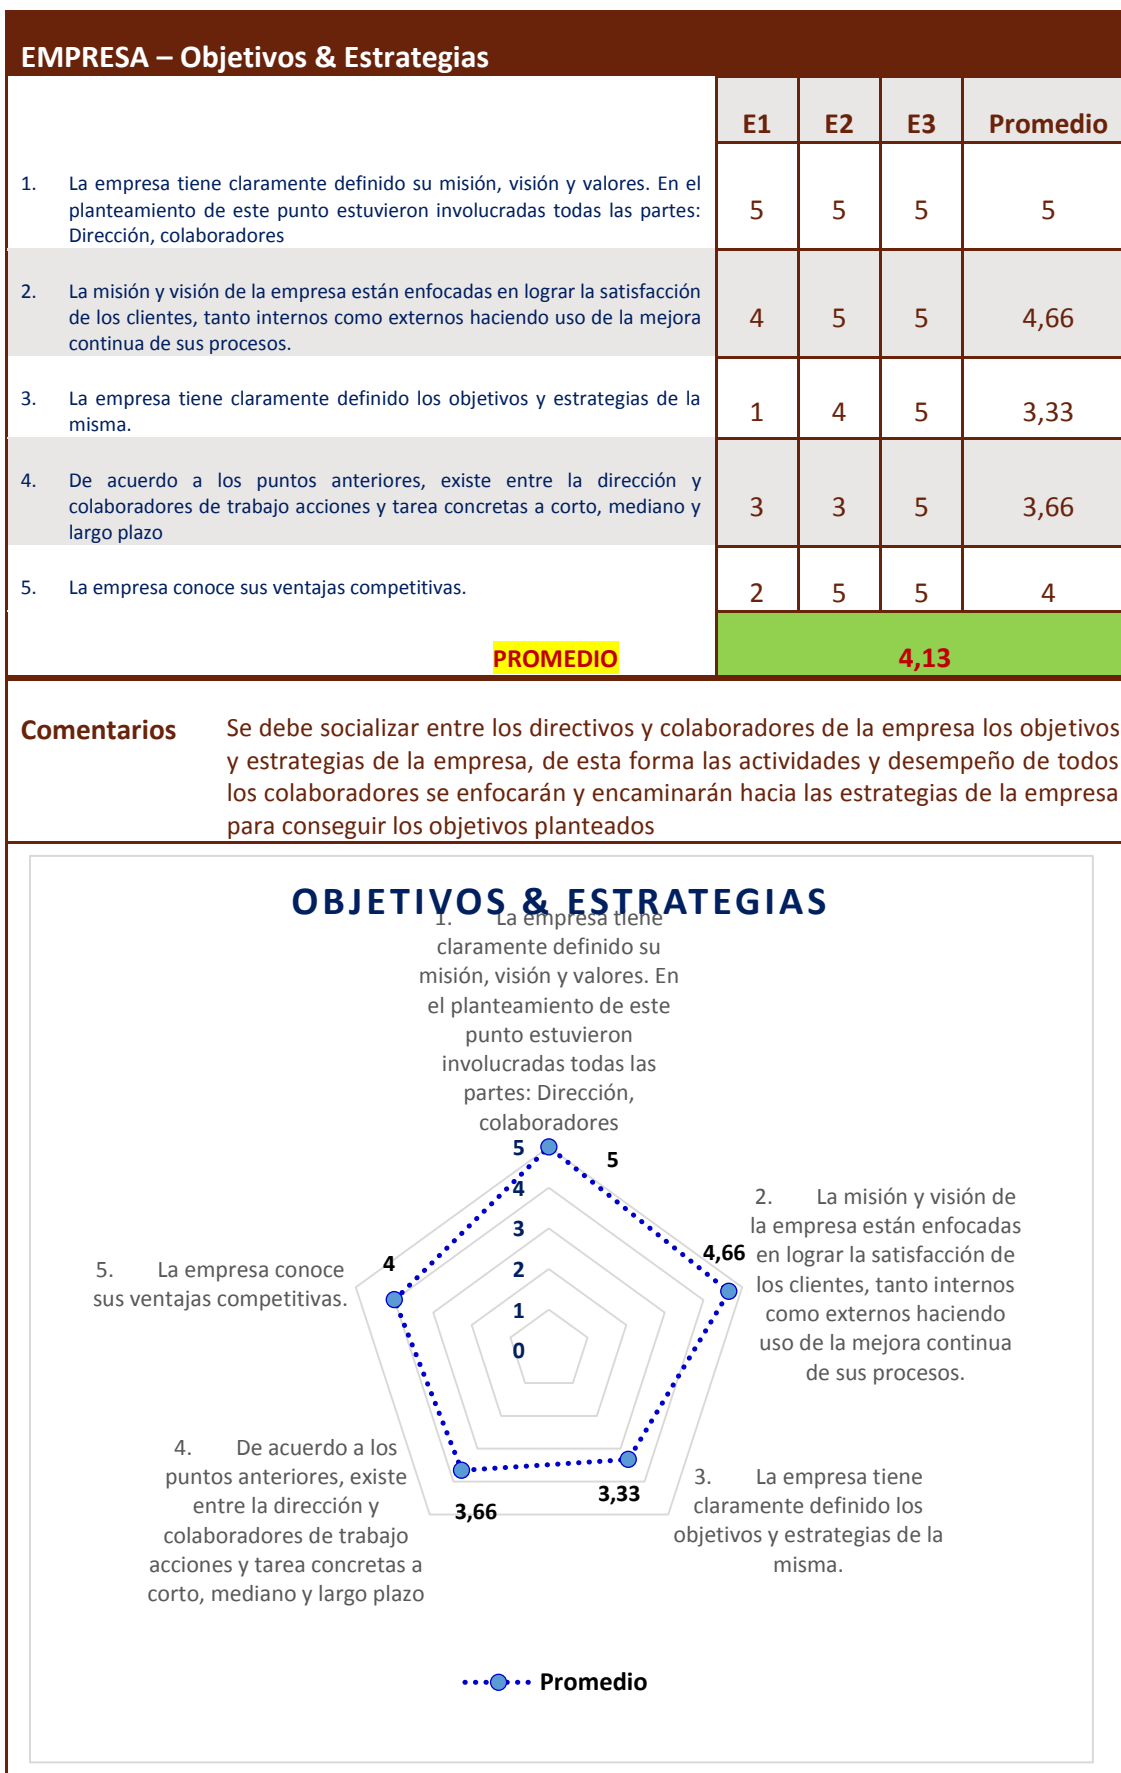 EMPRESA – Objetivos & Estrategias
E1 E2 E3 Promedio
1. La empresa tiene claramente definido su misión, visión y valores. En el
planteamiento de este punto estuvieron involucradas todas las partes:
Dirección, colaboradores
5 5 5 5
2. La misión y visión de la empresa están enfocadas en lograr la satisfacción
de los clientes, tanto internos como externos haciendo uso de la mejora
continua de sus procesos.
4 5 5 4,66
3. La empresa tiene claramente definido los objetivos y estrategias de la
misma.
1 4 5 3,33
4. De acuerdo a los puntos anteriores, existe entre la dirección y
colaboradores de trabajo acciones y tarea concretas a corto, mediano y
largo plazo
3 3 5 3,66
5. La empresa conoce sus ventajas competitivas.
2 5 5 4
PROMEDIO 4,13
Comentarios
Se debe socializar entre los directivos y colaboradores de la empresa los objetivos
y estrategias de la empresa, de esta forma las actividades y desempeño de todos
los colaboradores se enfocarán y encaminarán hacia las estrategias de la empresa
para conseguir los objetivos planteados
OBJETIVOS & ESTRATEGIAS
1. La empresa tiene
claramente definido su
misión, visión y valores. En
el planteamiento de este
punto estuvieron
involucradas todas las
partes: Dirección,
colaboradores
5
4
3
2
1
0
5
4,66
3,33
3,66
4
2. La misión y visión de
la empresa están enfocadas
en lograr la satisfacción de
los clientes, tanto internos
como externos haciendo
uso de la mejora continua
de sus procesos.
3. La empresa tiene
claramente definido los
objetivos y estrategias de la
misma.
4. De acuerdo a los
puntos anteriores, existe
entre la dirección y
colaboradores de trabajo
acciones y tarea concretas a
corto, mediano y largo plazo
5. La empresa conoce
sus ventajas competitivas.
Promedio